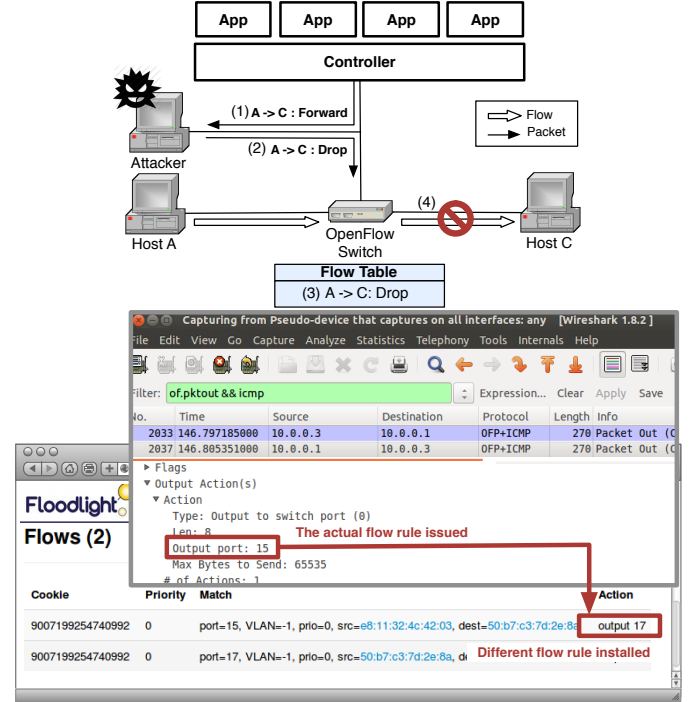 App App App App
Controller
(1) A -> C : Forward
(2) A -> C : Drop
Flow
Packet
Attacker
(4)
Host A
OpenFlow
Switch
Host C
Flow Table
(3) A -> C: Drop
Capturing from Pseudo-device that captures on all interfaces: any [Wireshark 1.8.2 ]
File Edit View Go Capture Analyze Statistics Telephony Tools Internals Help
Filter: of.pktout && icmp Expression... Clear Apply Save
No. Time Source Destination Protocol Length Info
2033 146.797185000 10.0.0.3 10.0.0.1 OFP+ICMP 270 Packet Out (C
2037 146.805351000 10.0.0.1 10.0.0.3 OFP+ICMP 270 Packet Out (C
Flags
Output Action(s)
Action
Type: Output to switch port (0)
Len: 8
The actual flow rule issued
Output port: 15
Max Bytes to Send: 65535
# of Actions: 1
Floodlight
Flows (2)
Cookie Priority Match Action
9007199254740992 0 port=15, VLAN=-1, prio=0, src=e8:11:32:4c:42:03, dest=50:b7:c3:7d:2e:8a output 17
9007199254740992 0 port=17, VLAN=-1, prio=0, src=50:b7:c3:7d:2e:8a, de
Different flow rule installed